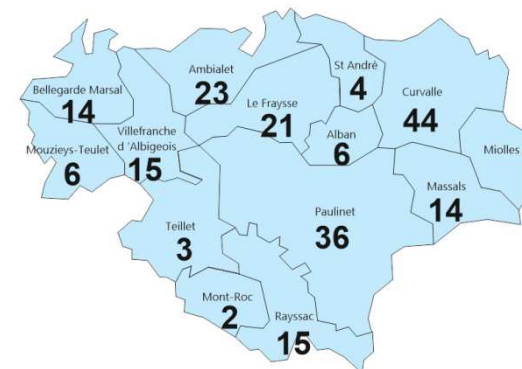 St André
4
Ambialet
23
Bellegarde Marsal
14
Curvalle
44
Le Fraysse
21
Villefranche
d 'Albigeois
15
Alban
6
Miolles
Mouzieys-Teulet
6
Massals
14
Paulinet
36
Teillet
3
Mont-Roc
2
Rayssac
15